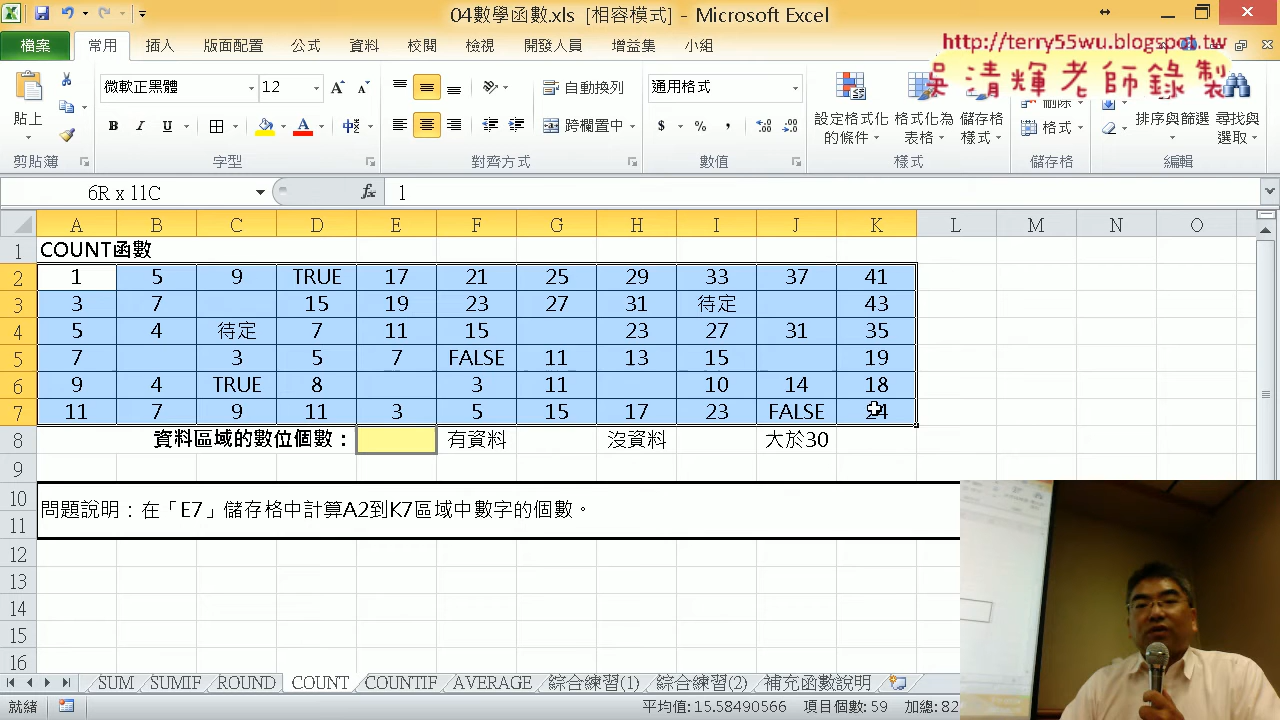 04數學函數.xls [相容模式] - Microsoft Excel
檔案 常用 插入 版面配置 公式 資料 校閱 檢視 開發人員 增益集 小組
http://terry55wu.blogspot.tw
吳清輝老師錄製
微軟正黑體 12 自動換列 通用格式
貼上 B I U A 中 跨欄置中 $ % , 設定格式化的條件 格式化為表格 儲存格樣式 刪除 格式 排序與篩選 尋找與選取
剪貼簿 字型 對齊方式 數值 樣式 儲存格 編輯
6R x 11C fx 1
A B C D E F G H I J K L M N O
1 COUNT函數
2 1 5 9 TRUE 17 21 25 29 33 37 41
3 3 7 15 19 23 27 31 待定 43
4 5 4 待定 7 11 15 23 27 31 35
5 7 3 5 7 FALSE 11 13 15 19
6 9 4 TRUE 8 3 11 10 14 18
7 11 7 9 11 3 5 15 17 23 FALSE 24
8 資料區域的數位個數： 有資料 沒資料 大於30
9
10 問題說明：在「E7」儲存格中計算A2到K7區域中數字的個數。
11
12
13
14
15
16
SUM SUMIF ROUND COUNT COUNTIF AVERAGE 綜合練習(1) 綜合練習(2) 補充函數說明
就緒 平均值: 15.58490566 項目個數: 59 加總: 82